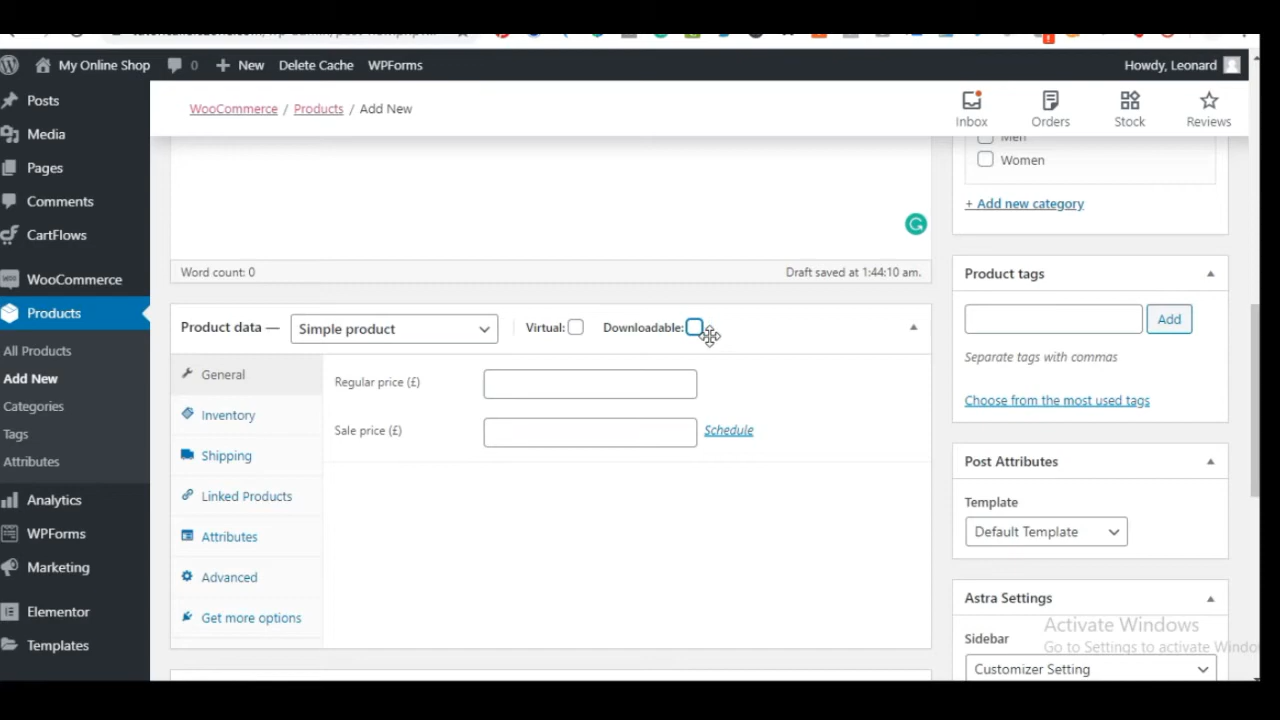 My Online Shop
0
New
Delete Cache
WPForms
Howdy, Leonard
Posts
Media
Pages
Comments
CartFlows
WooCommerce
Products
All Products
Add New
Categories
Tags
Attributes
Analytics
WPForms
Marketing
Elementor
Templates
WooCommerce / Products / Add New
Inbox
Orders
Stock
Reviews
Word count: 0
Draft saved at 1:44:10 am.
Product data —
Simple product
Virtual:
Downloadable:
General
Inventory
Shipping
Linked Products
Attributes
Advanced
Get more options
Regular price (£)
Sale price (£)
Schedule
Men
Women
+ Add new category
Product tags
Add
Separate tags with commas
Choose from the most used tags
Post Attributes
Template
Default Template
Astra Settings
Sidebar
Customizer Setting
Activate Windows
Go to Settings to activate Windo